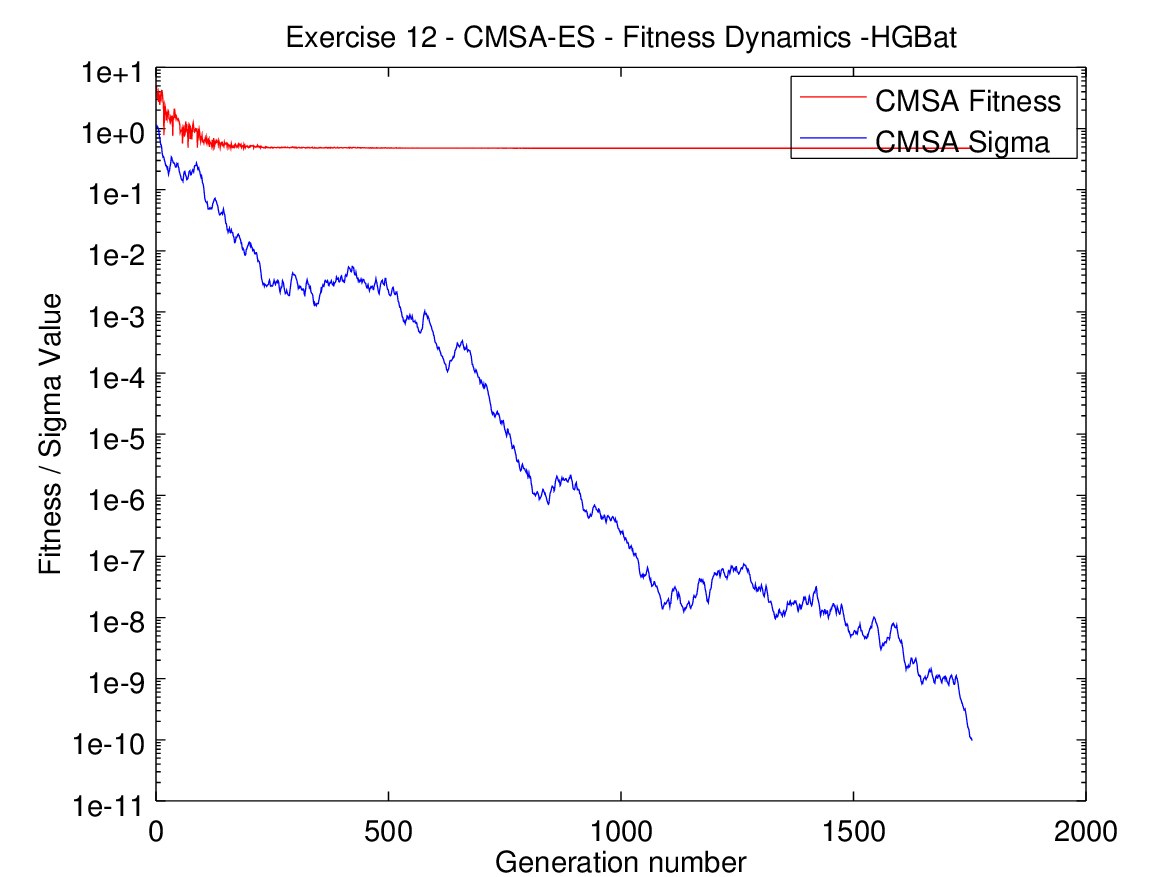 Exercise 12 - CMSA-ES - Fitness Dynamics -HGBat
1e+1
1e+0
1e-1
1e-2
1e-3
1e-4
1e-5
1e-6
1e-7
1e-8
1e-9
1e-10
1e-11
Fitness / Sigma Value
CMSA Fitness
CMSA Sigma
0 500 1000 1500 2000
Generation number